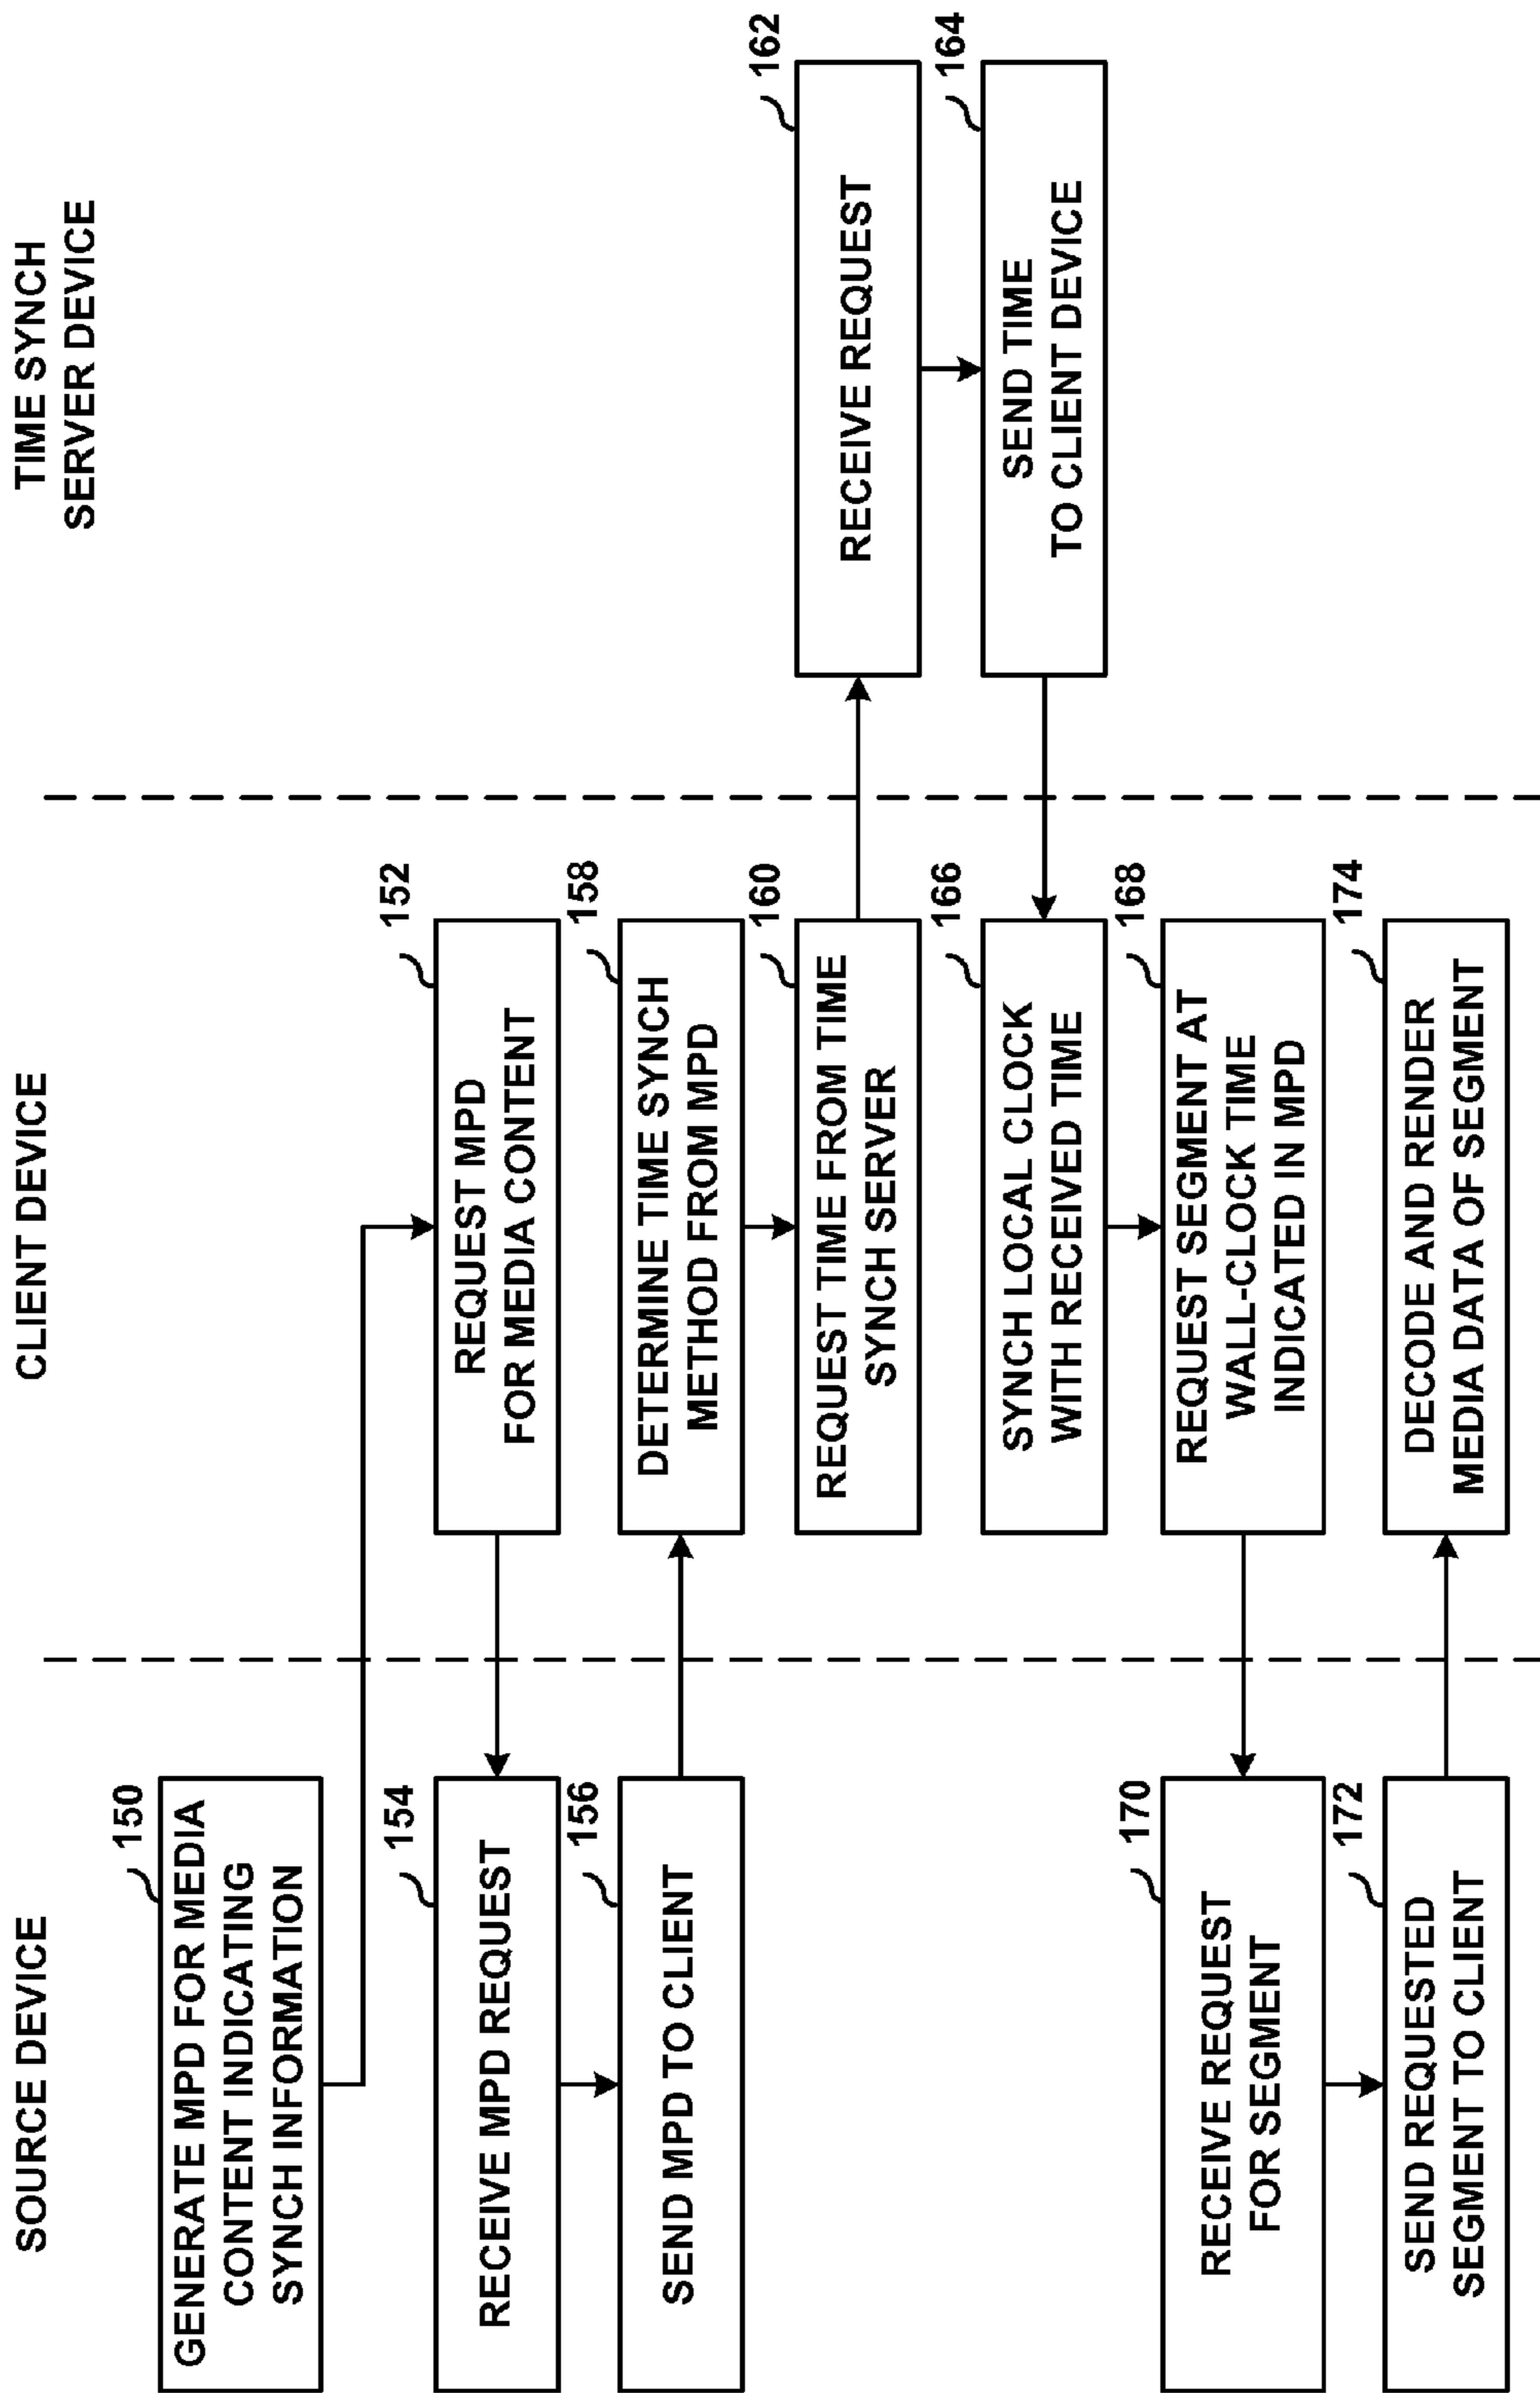 SOURCE DEVICE
CLIENT DEVICE
TIME SYNCH
SERVER DEVICE
150
GENERATE MPD FOR MEDIA
CONTENT INDICATING
SYNCH INFORMATION
152
REQUEST MPD
FOR MEDIA CONTENT
154
RECEIVE MPD REQUEST
156
SEND MPD TO CLIENT
158
DETERMINE TIME SYNCH
METHOD FROM MPD
160
REQUEST TIME FROM TIME
SYNCH SERVER
162
RECEIVE REQUEST
164
SEND TIME
TO CLIENT DEVICE
166
SYNCH LOCAL CLOCK
WITH RECEIVED TIME
168
REQUEST SEGMENT AT
WALL-CLOCK TIME
INDICATED IN MPD
170
RECEIVE REQUEST
FOR SEGMENT
172
SEND REQUESTED
SEGMENT TO CLIENT
174
DECODE AND RENDER
MEDIA DATA OF SEGMENT